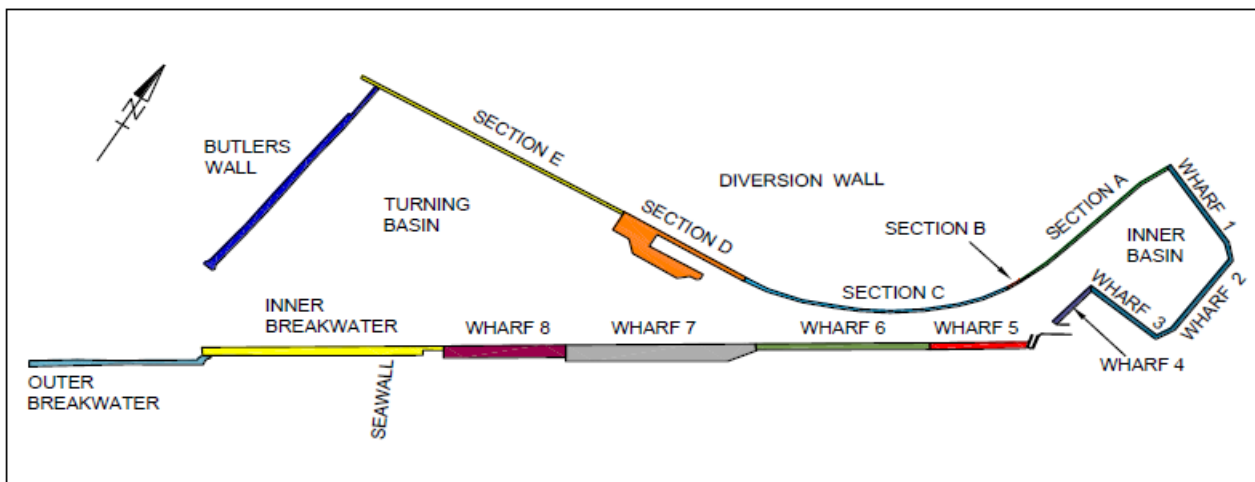 N
BUTLERS
WALL
SECTION E
TURNING
BASIN
DIVERSION WALL
SECTION D
SECTION B
SECTION A
WHARF 1
INNER
BASIN
WHARF 2
SECTION C
WHARF 3
INNER
BREAKWATER
WHARF 8
WHARF 7
WHARF 6
WHARF 5
WHARF 4
OUTER
BREAKWATER
SEAWALL